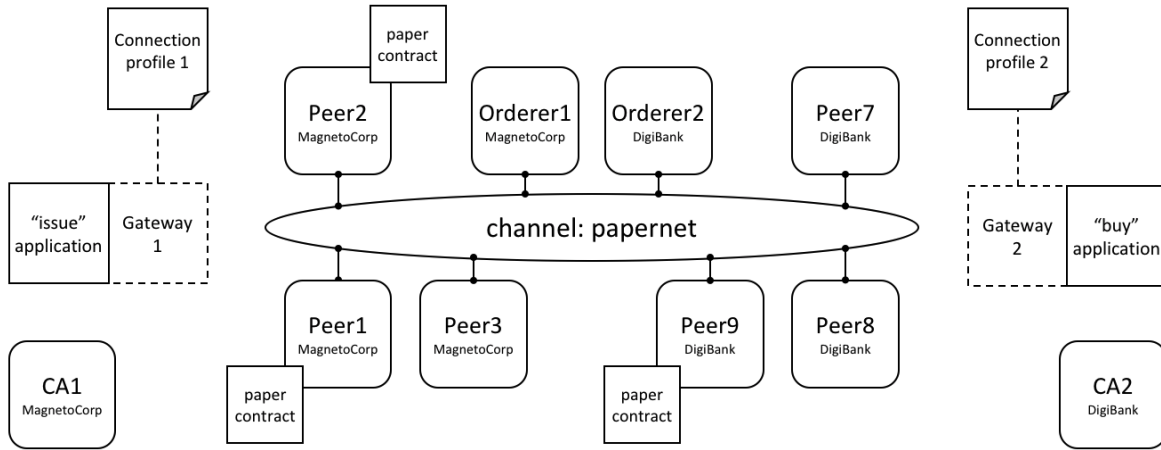 Connection
profile 1
paper
contract
Peer2
MagnetoCorp
Orderer1
MagnetoCorp
Orderer2
DigiBank
Peer7
DigiBank
Connection
profile 2
“issue”
application
Gateway
1
channel: papernet
Gateway
2
“buy”
application
Peer1
MagnetoCorp
paper
contract
Peer3
MagnetoCorp
Peer9
DigiBank
paper
contract
Peer8
DigiBank
CA1
MagnetoCorp
CA2
DigiBank